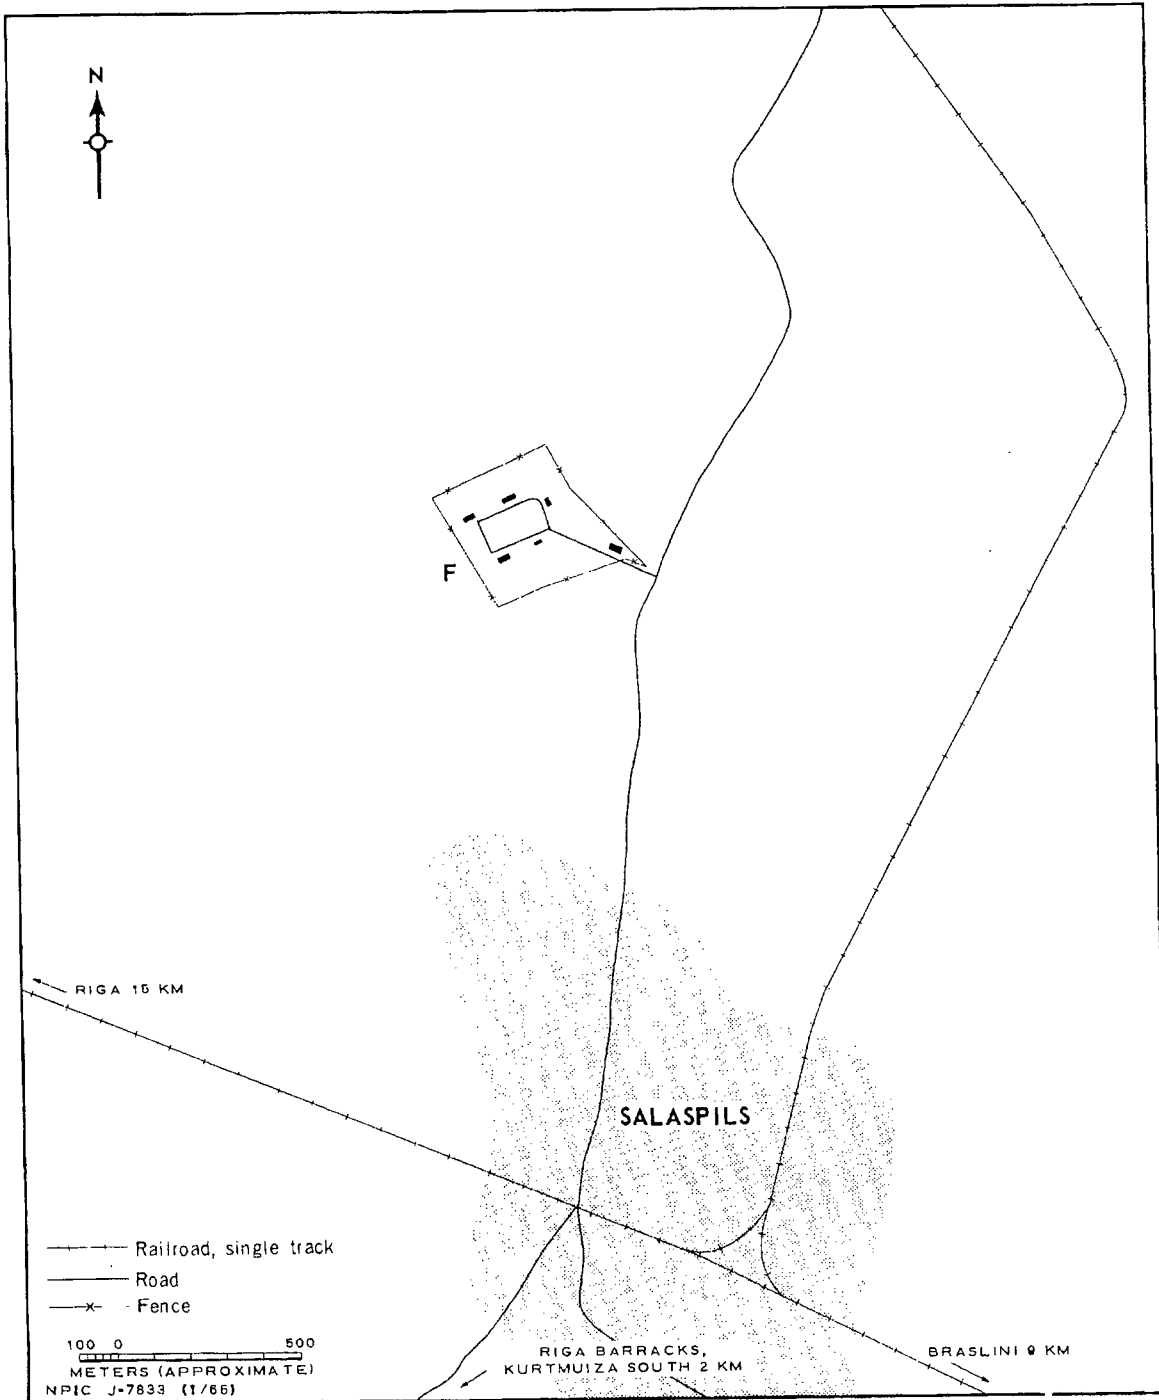 N
F
RIGA 15 KM
SALASPILS
Railroad, single track
Road
Fence
100 0 500
METERS (APPROXIMATE)
NPIC J-7833 (1/66)
RIGA BARRACKS,
KURTMUIZA SOUTH 2 KM
BRASLINI 9 KM